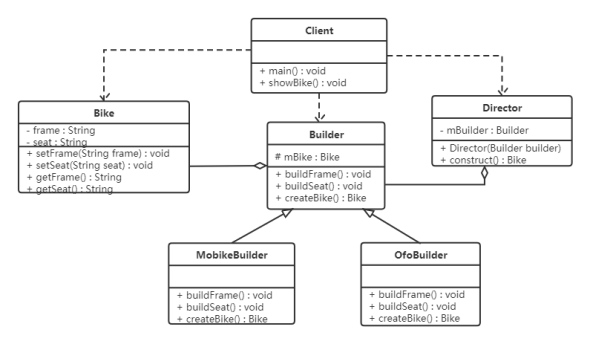 Client
+ main() : void
+ showBike() : void
Bike
- frame : String
- seat : String
+ setFrame(String frame) : void
+ setSeat(String seat) : void
+ getFrame() : String
+ getSeat() : String
Builder
# mBike : Bike
+ buildFrame() : void
+ buildSeat() : void
+ createBike() : Bike
Director
- mBuilder : Builder
+ Director(Builder builder)
+ construct() : Bike
MobikeBuilder
+ buildFrame() : void
+ buildSeat() : void
+ createBike() : Bike
OfoBuilder
+ buildFrame() : void
+ buildSeat() : void
+ createBike() : Bike